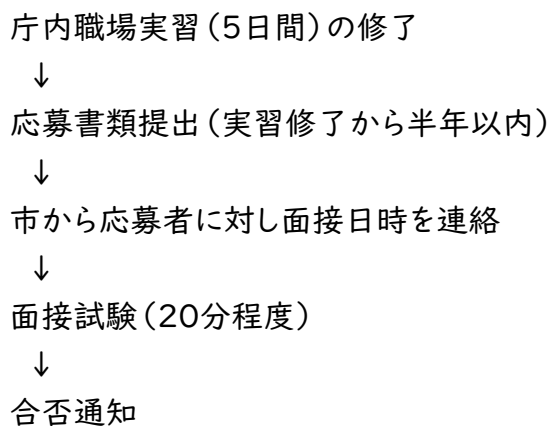 庁内職場実習（5日間）の修了
↓
応募書類提出（実習修了から半年以内）
↓
市から応募者に対し面接日時を連絡
↓
面接試験（20分程度）
↓
合否通知